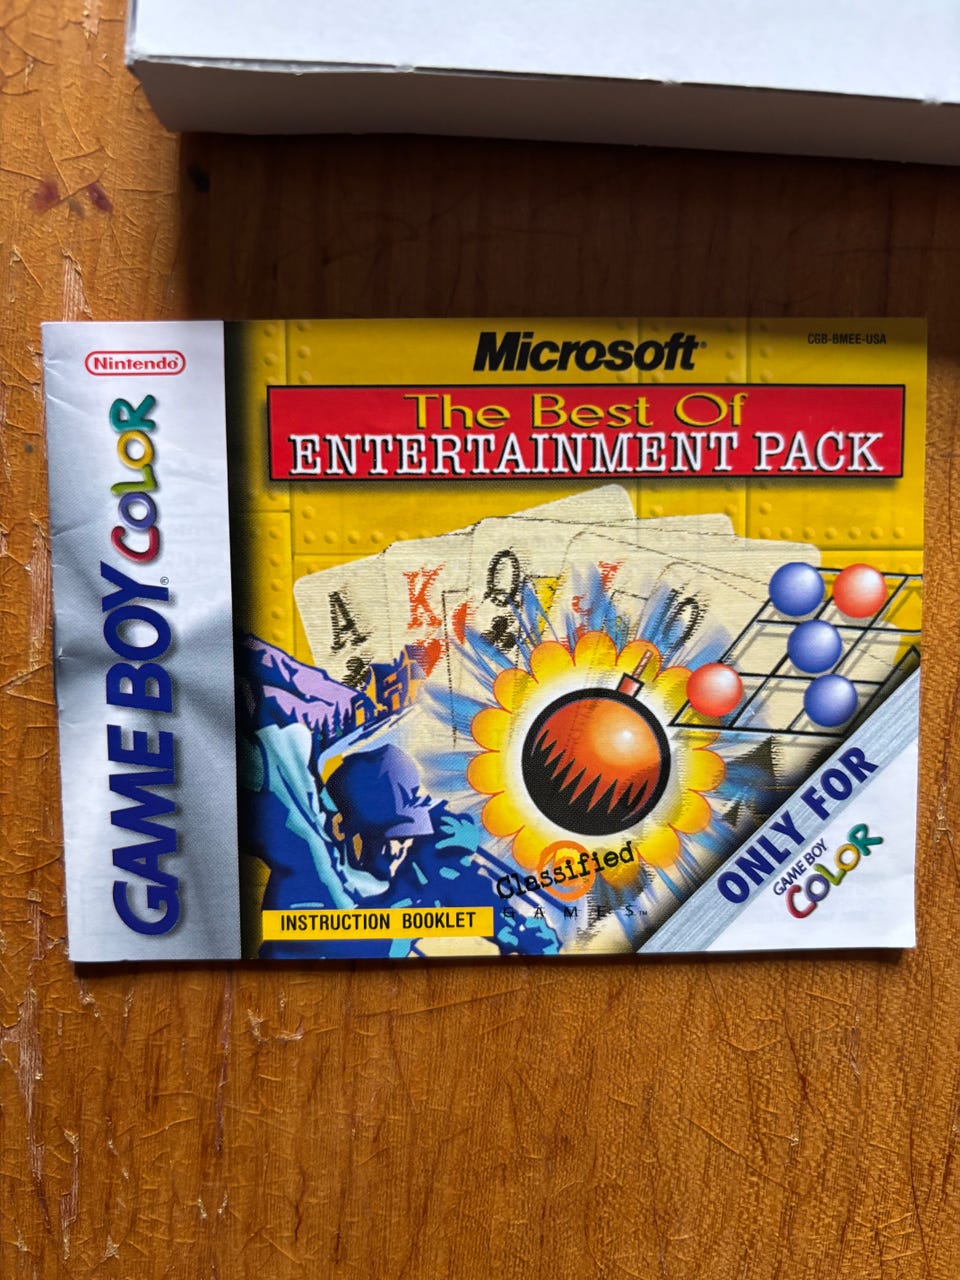 Nintendo®
GAME BOY® COLOR
Microsoft®
CGB-BMEE-USA
The Best Of
ENTERTAINMENT PACK
A
K
Q
J
Classified
GAMES™
INSTRUCTION BOOKLET
ONLY FOR
GAME BOY
COLOR